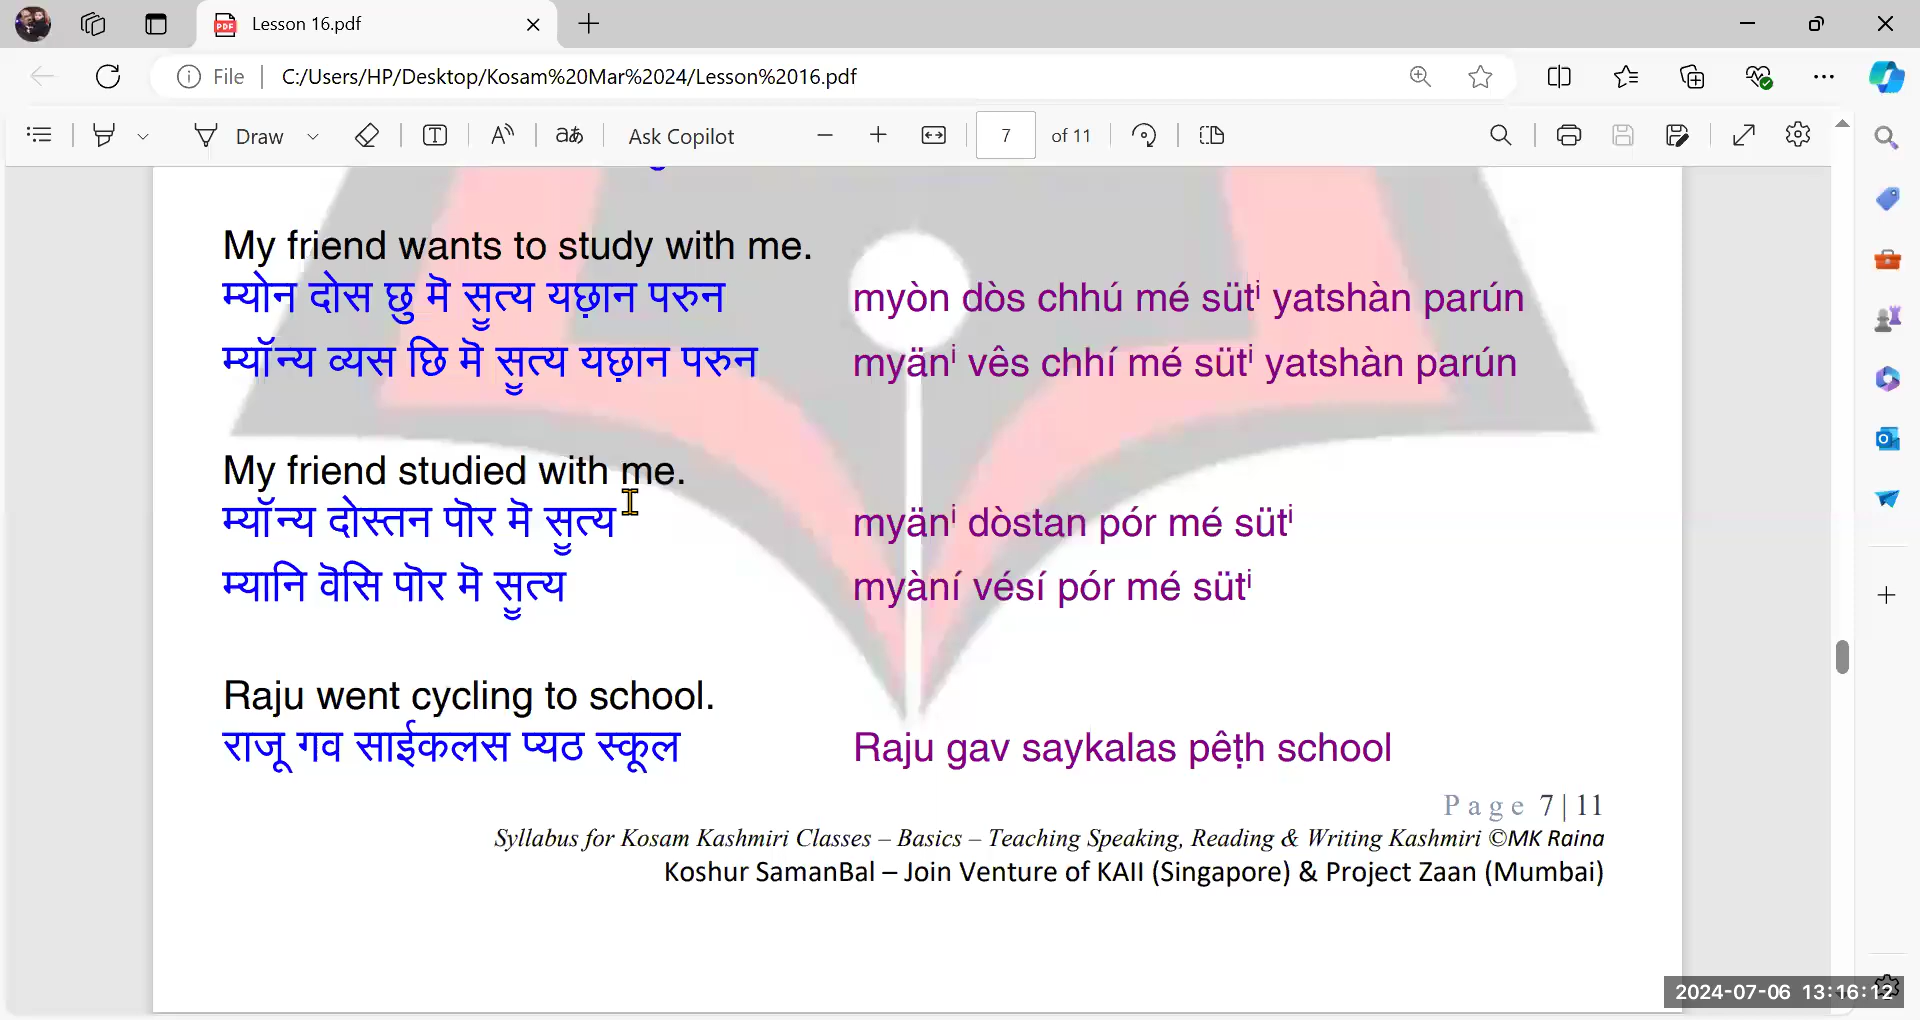 Lesson 16.pdf
File | C:/Users/HP/Desktop/Kosam%20Mar%2024/Lesson%2016.pdf
Draw
Ask Copilot
7 of 11
My friend wants to study with me.
म्योन दोस छु मॆ सॣत्य यछ़ान परुन myòn dòs chhú mé sütⁱ yatshàn parún
म्यॉन्य व्यस छि मॆ सॣत्य यछ़ान परुन myänⁱ vês chhí mé sütⁱ yatshàn parún
My friend studied with me.
म्यॉन्य दोस्तन पॊर मॆ सॣत्य myänⁱ dòstan pór mé sütⁱ
म्यानि वॆसि पॊर मॆ सॣत्य myàní vésí pór mé sütⁱ
Raju went cycling to school.
राजू गव साईकलस प्यठ स्कूल Raju gav saykalas pêṭh school
Page 7|11
Syllabus for Kosam Kashmiri Classes – Basics – Teaching Speaking, Reading & Writing Kashmiri ©MK Raina
Koshur SamanBal – Join Venture of KAII (Singapore) & Project Zaan (Mumbai)
2024-07-06 13:16:12